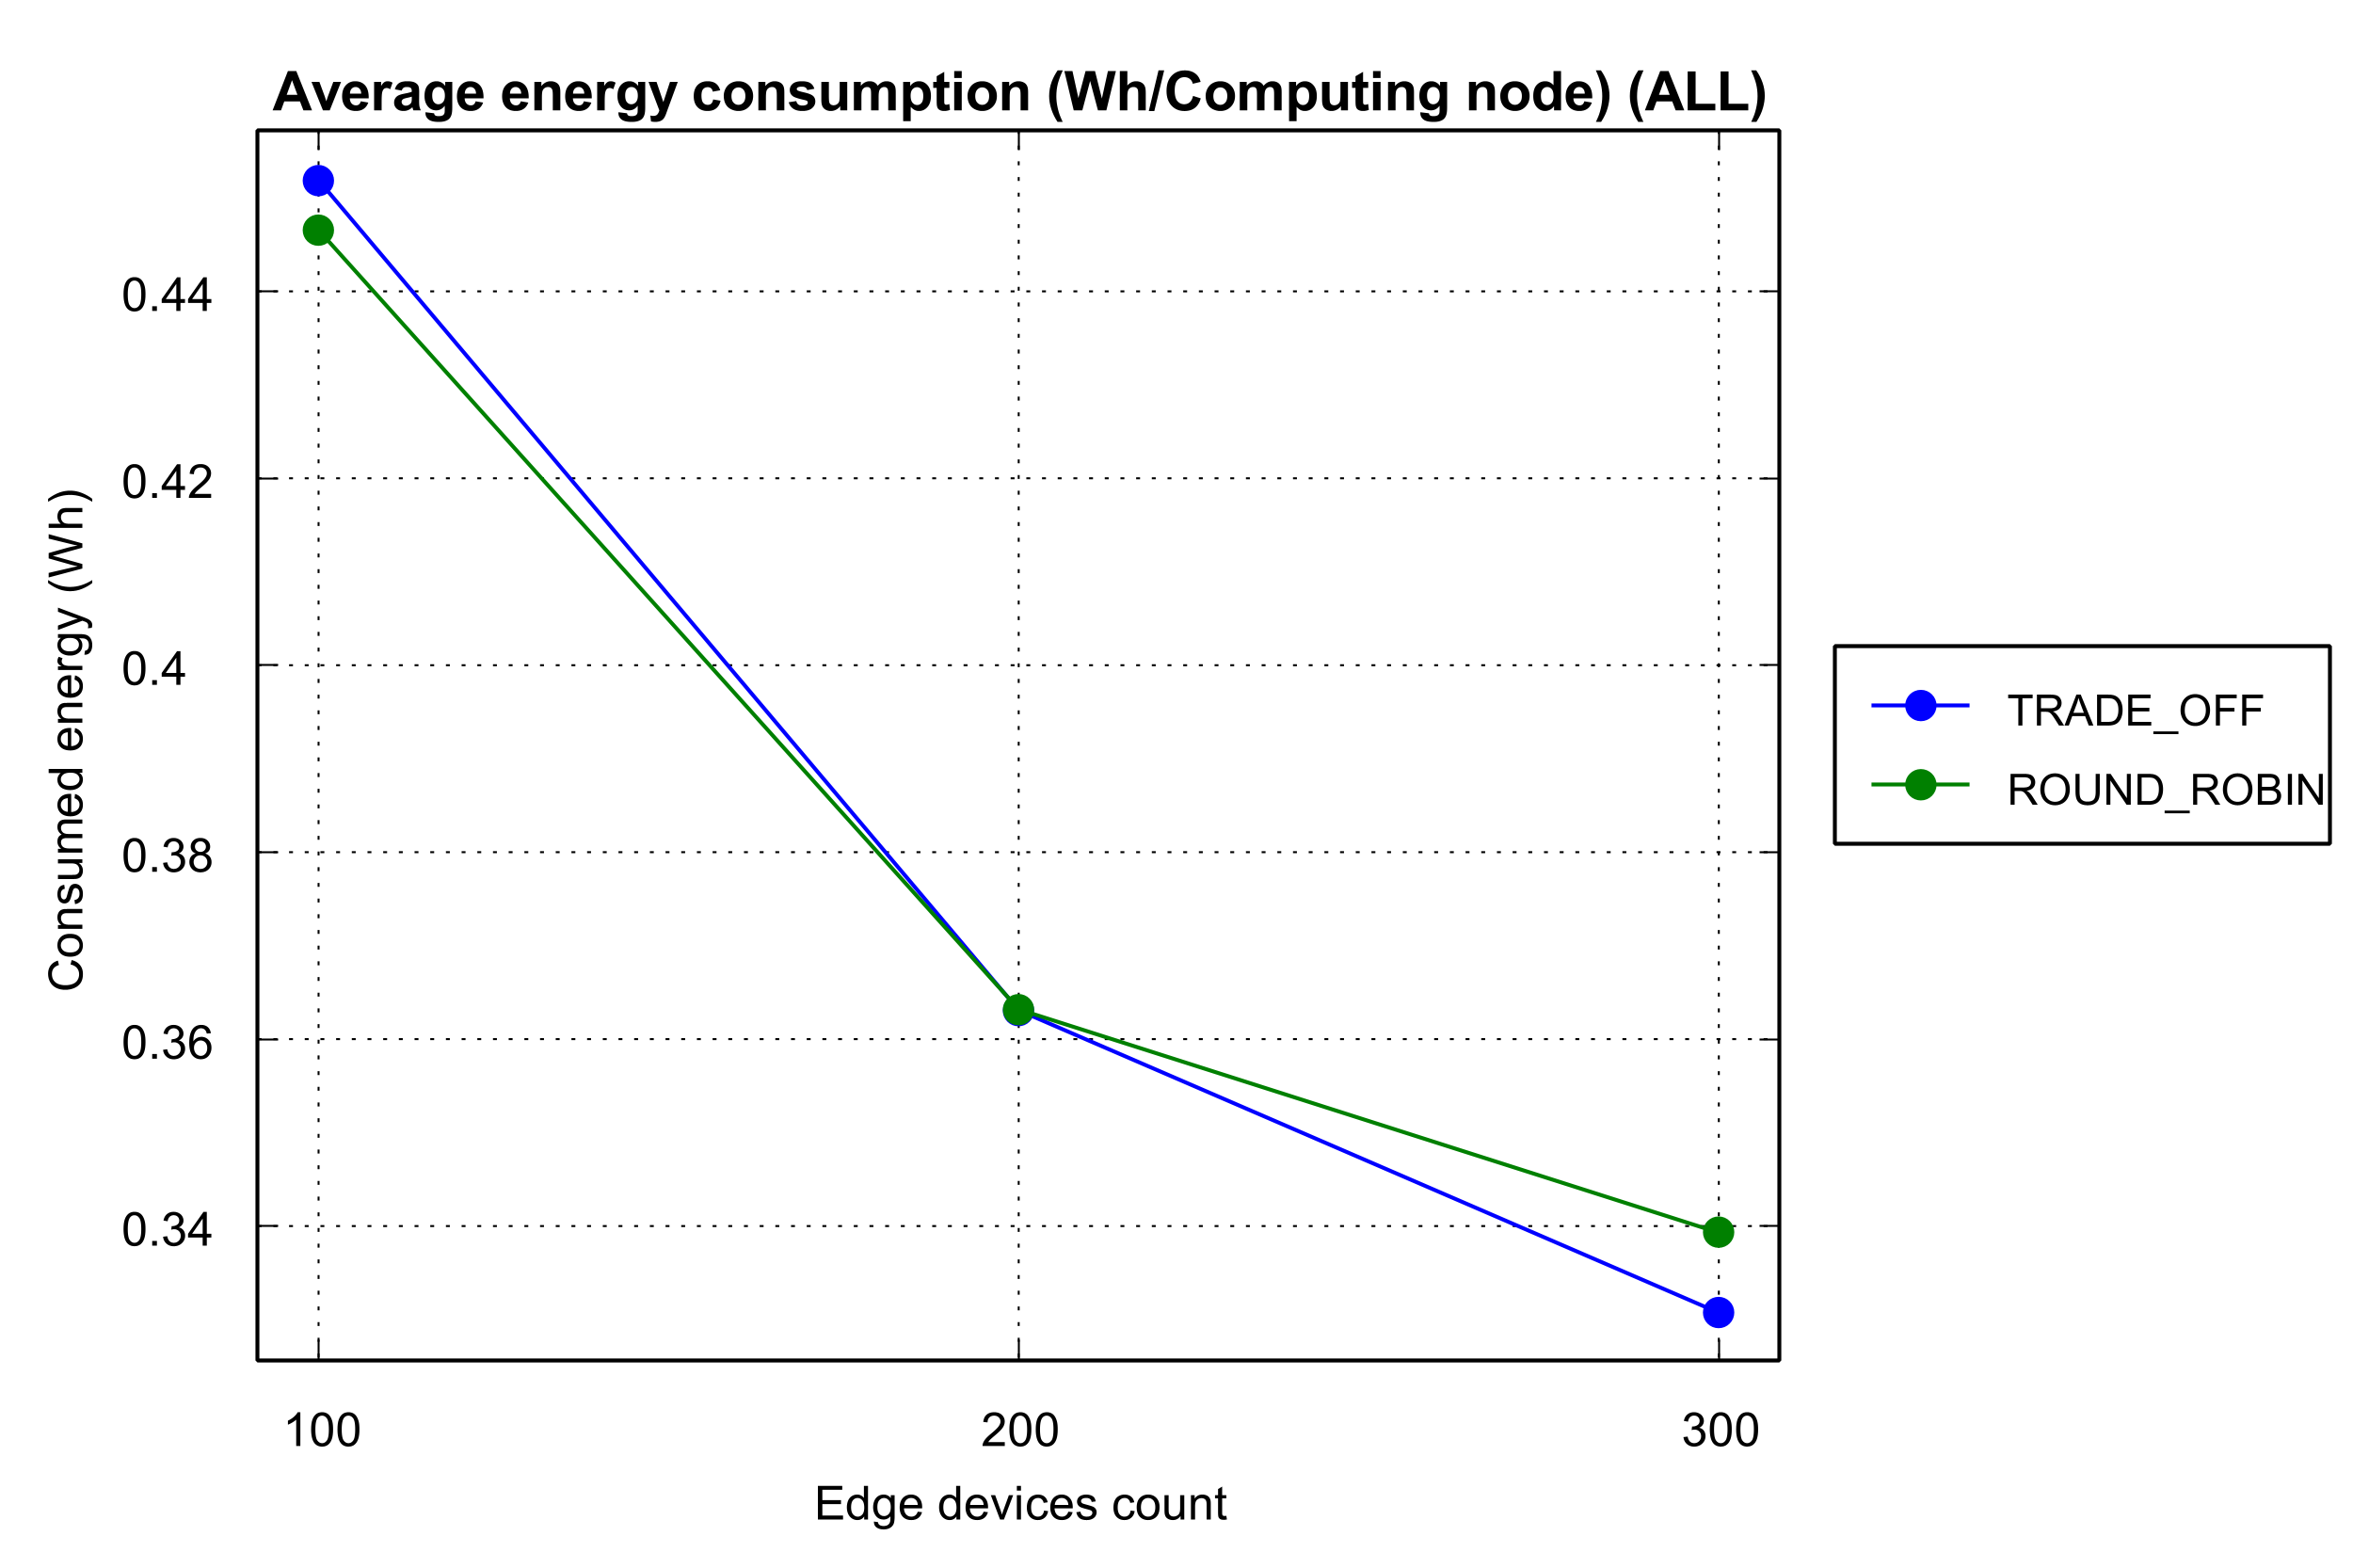 Average energy consumption (Wh/Computing node) (ALL)
0.44
0.42
0.4
0.38
0.36
0.34
Consumed energy (Wh)
100 200 300
Edge devices count
TRADE_OFF
ROUND_ROBIN